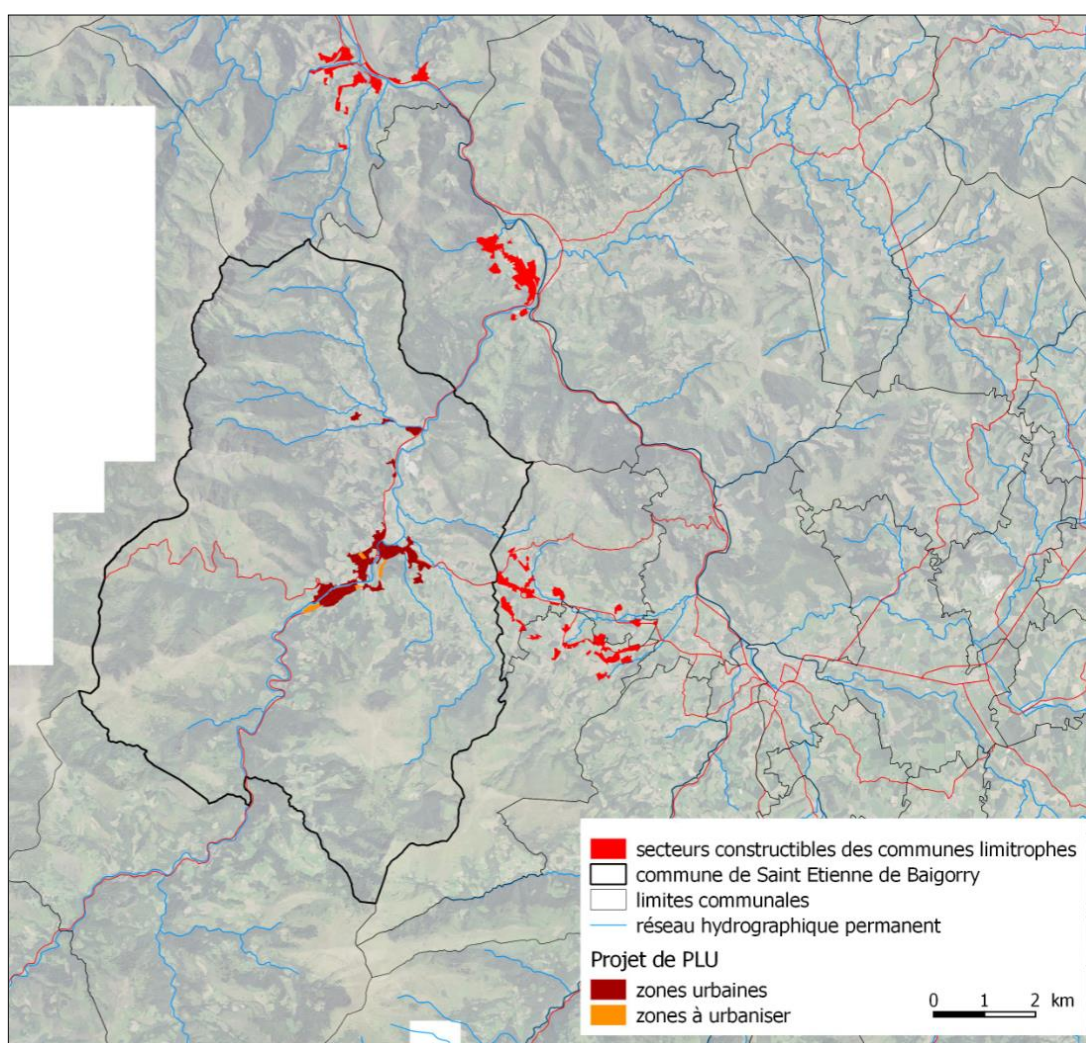 secteurs constructibles des communes limitrophes
commune de Saint Etienne de Baigorry
limites communales
réseau hydrographique permanent
Projet de PLU
zones urbaines
zones à urbaniser
0 1 2 km